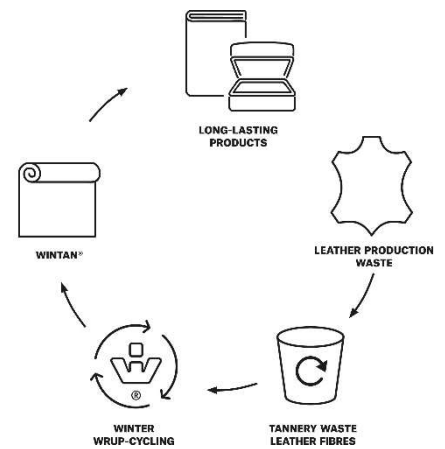 LONG-LASTING
PRODUCTS
LEATHER PRODUCTION
WASTE
WINTAN®
®
WINTER
WRUP-CYCLING
TANNERY WASTE
LEATHER FIBRES